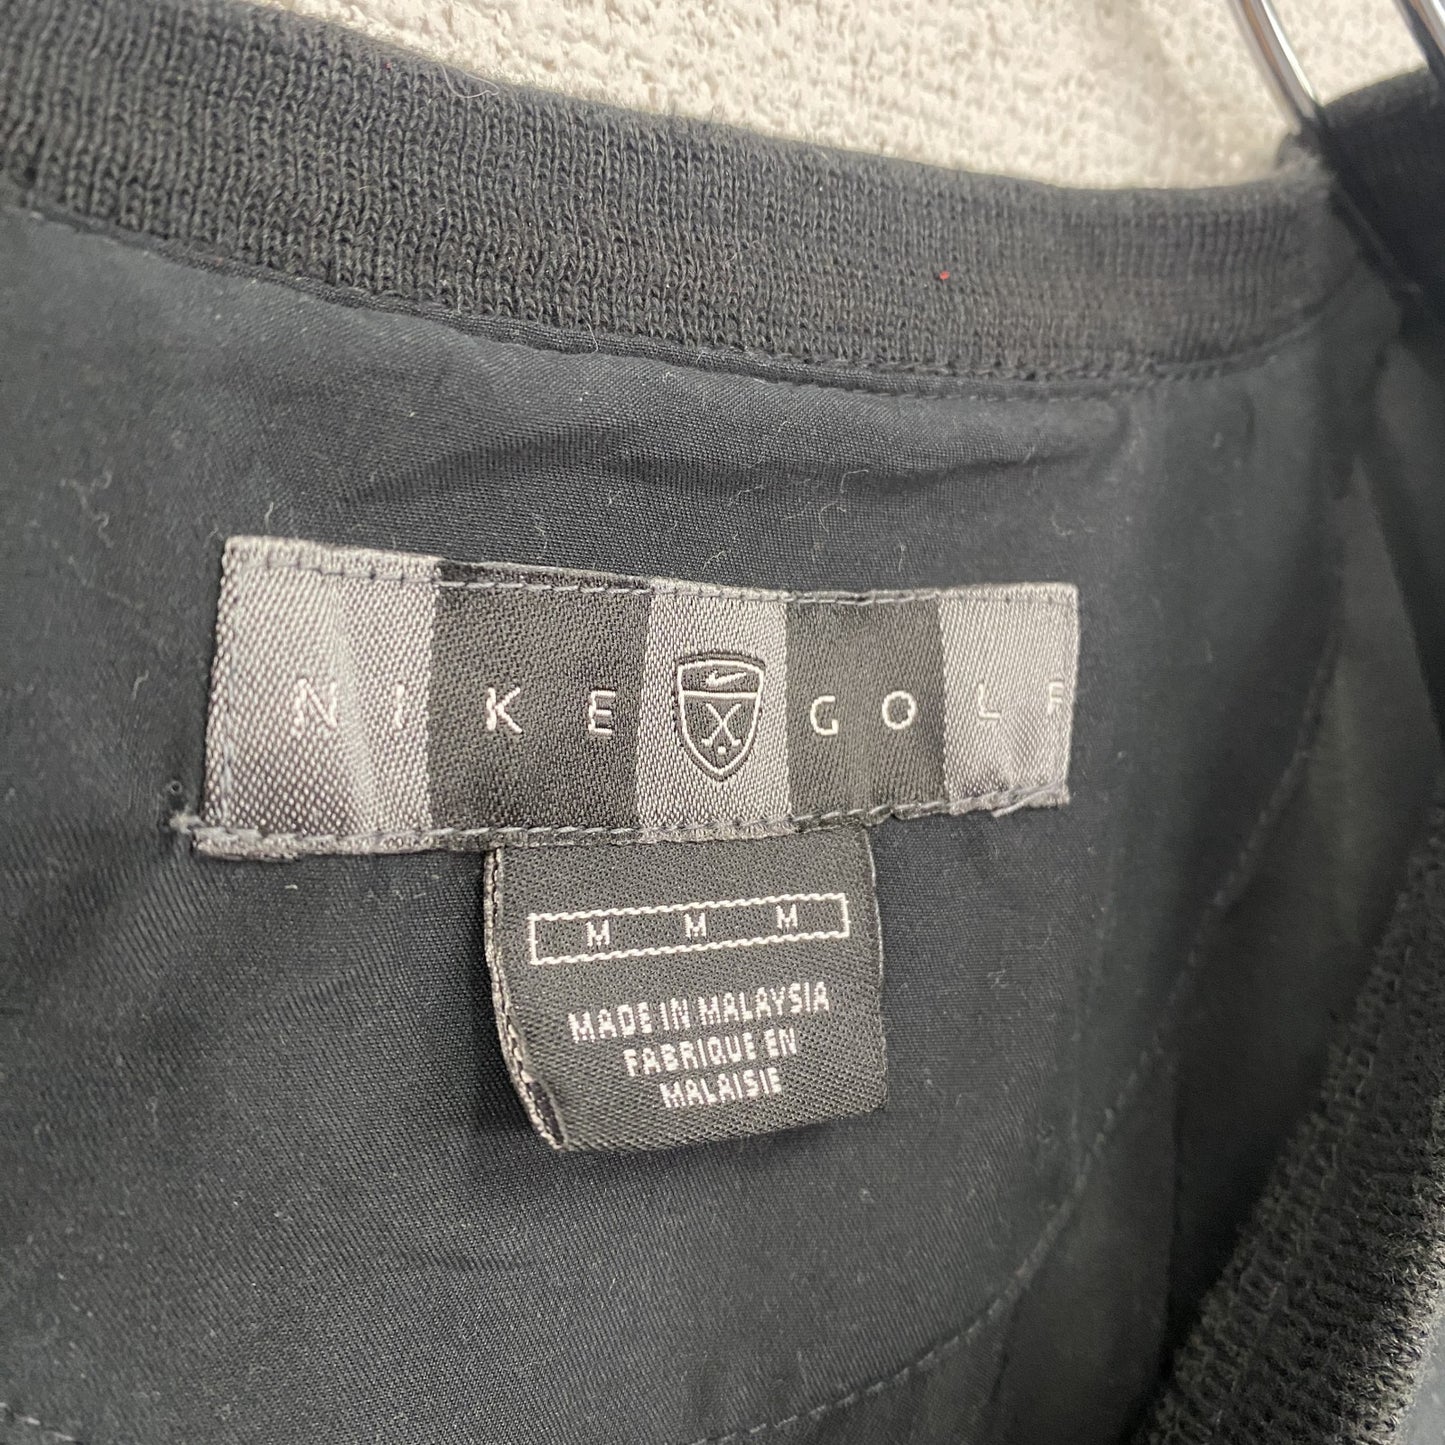 NIKE GOLF
M M M
MADE IN MALAYSIA
FABRIQUE EN
MALAISIE